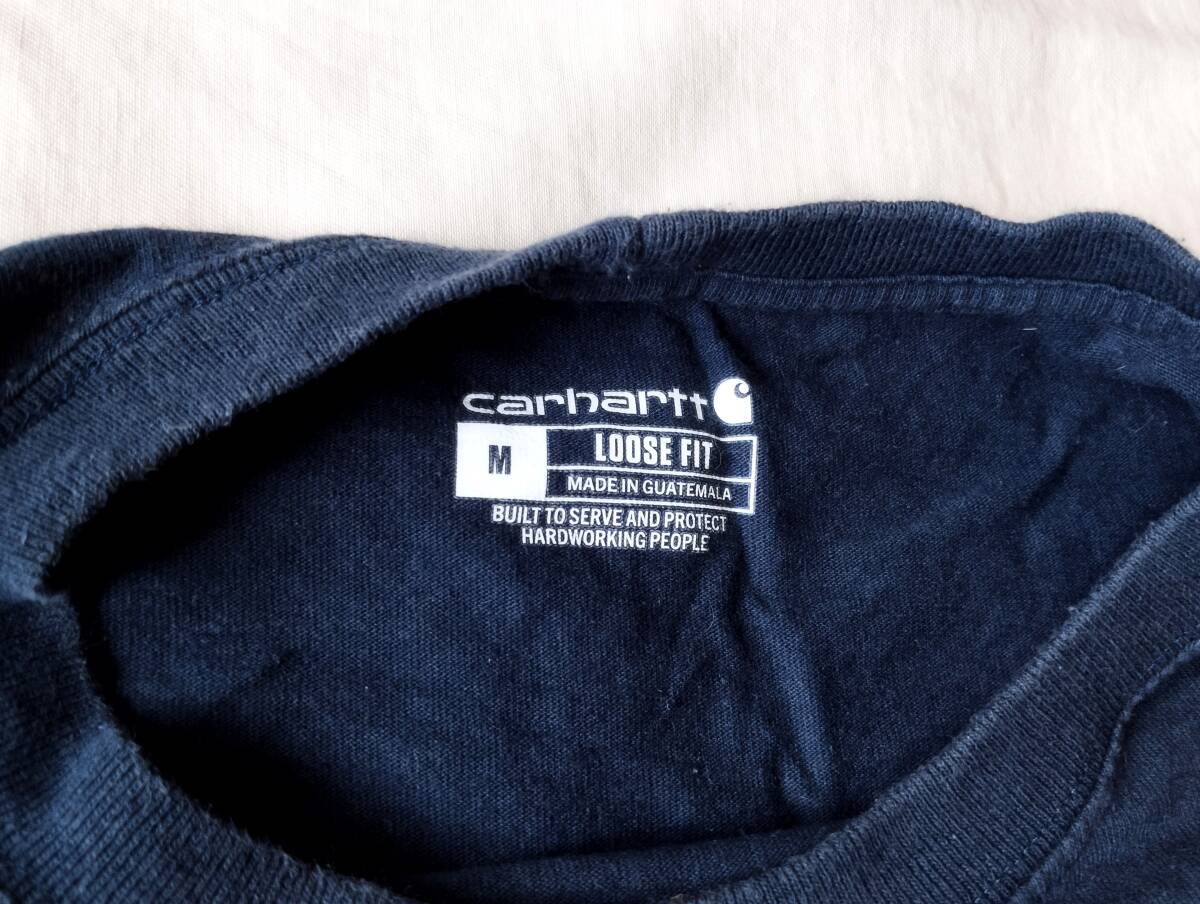 carhartt
M
LOOSE FIT
MADE IN GUATEMALA
BUILT TO SERVE AND PROTECT
HARDWORKING PEOPLE